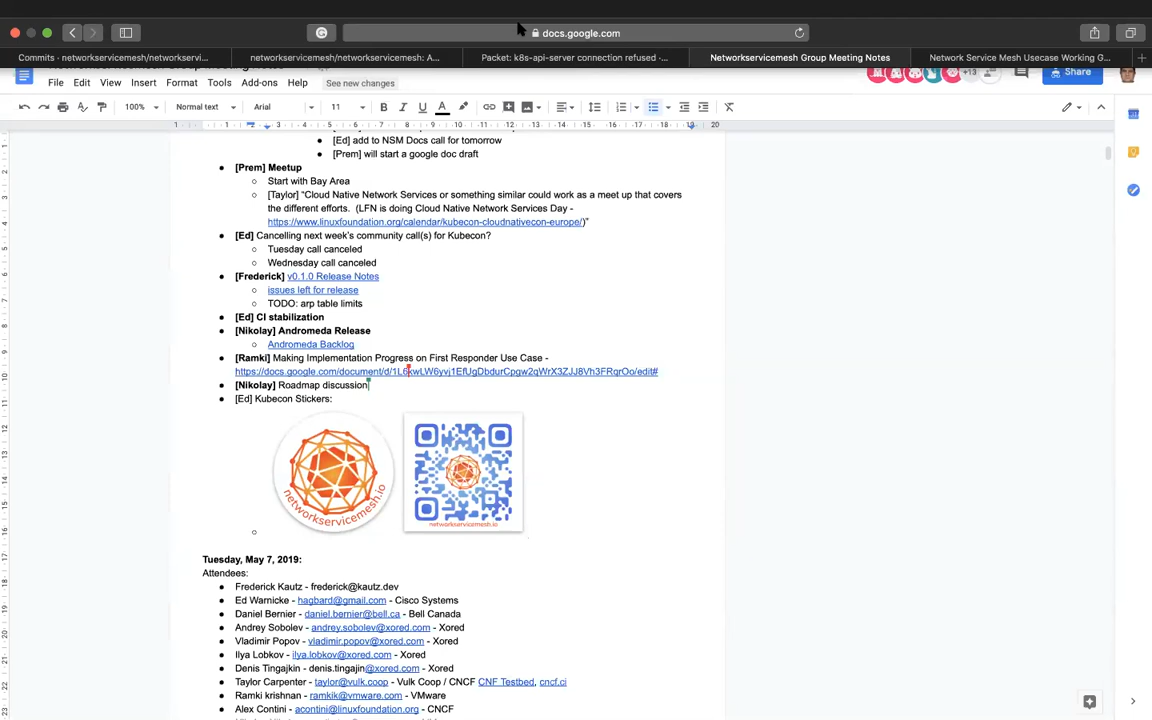 docs.google.com
Commits · networkservicemesh/networkservi...
networkservicemesh/networkservicemesh: A...
Packet: k8s-api-server connection refused -...
Networkservicemesh Group Meeting Notes
Network Service Mesh Usecase Working G...
File Edit View Insert Format Tools Add-ons Help See new changes
+13
Share
100% Normal text Arial 11
[Ed] add to NSM Docs call for tomorrow
[Prem] will start a google doc draft
[Prem] Meetup
Start with Bay Area
[Taylor] “Cloud Native Network Services or something similar could work as a meet up that covers
the different efforts. (LFN is doing Cloud Native Network Services Day -
https://www.linuxfoundation.org/calendar/kubecon-cloudnativecon-europe/)”
[Ed] Cancelling next week’s community call(s) for Kubecon?
Tuesday call canceled
Wednesday call canceled
[Frederick] v0.1.0 Release Notes
issues left for release
TODO: arp table limits
[Ed] CI stabilization
[Nikolay] Andromeda Release
Andromeda Backlog
[Ramki] Making Implementation Progress on First Responder Use Case -
https://docs.google.com/document/d/1L6kwLW6yvj1EfUgDbdurCpgw2qWrX3ZJJ8Vh3FRqrOo/edit#
[Nikolay] Roadmap discussion
[Ed] Kubecon Stickers:
networkservicemesh.io
networkservicemesh.io
Tuesday, May 7, 2019:
Attendees:
Frederick Kautz - frederick@kautz.dev
Ed Warnicke - hagbard@gmail.com - Cisco Systems
Daniel Bernier - daniel.bernier@bell.ca - Bell Canada
Andrey Sobolev - andrey.sobolev@xored.com - Xored
Vladimir Popov - vladimir.popov@xored.com - Xored
Ilya Lobkov - ilya.lobkov@xored.com - Xored
Denis Tingajkin - denis.tingajin@xored.com - Xored
Taylor Carpenter - taylor@vulk.coop - Vulk Coop / CNCF CNF Testbed, cncf.ci
Ramki krishnan - ramkik@vmware.com - VMware
Alex Contini - acontini@linuxfoundation.org - CNCF